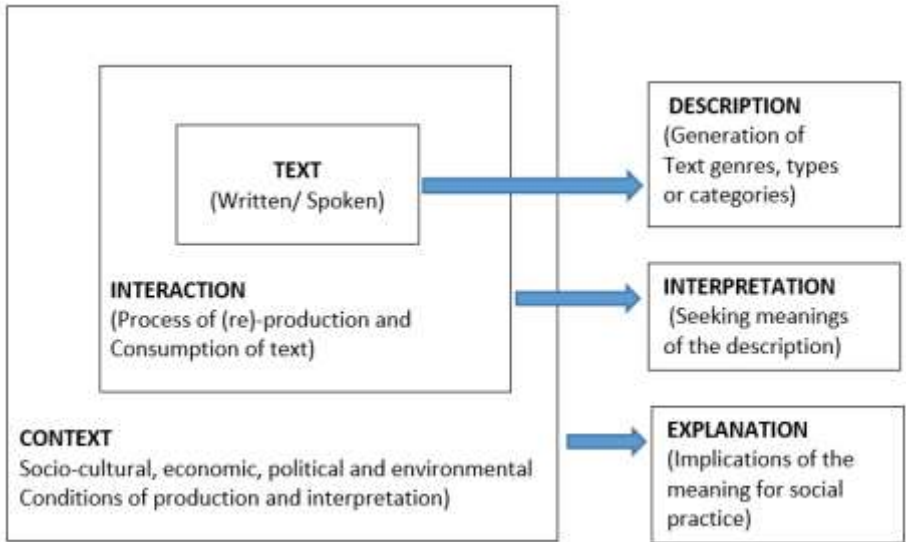 TEXT
(Written/ Spoken)
INTERACTION
(Process of (re)-production and
Consumption of text)
CONTEXT
Socio-cultural, economic, political and environmental
Conditions of production and interpretation)
DESCRIPTION
(Generation of
Text genres, types
or categories)
INTERPRETATION
(Seeking meanings
of the description)
EXPLANATION
(Implications of the
meaning for social
practice)